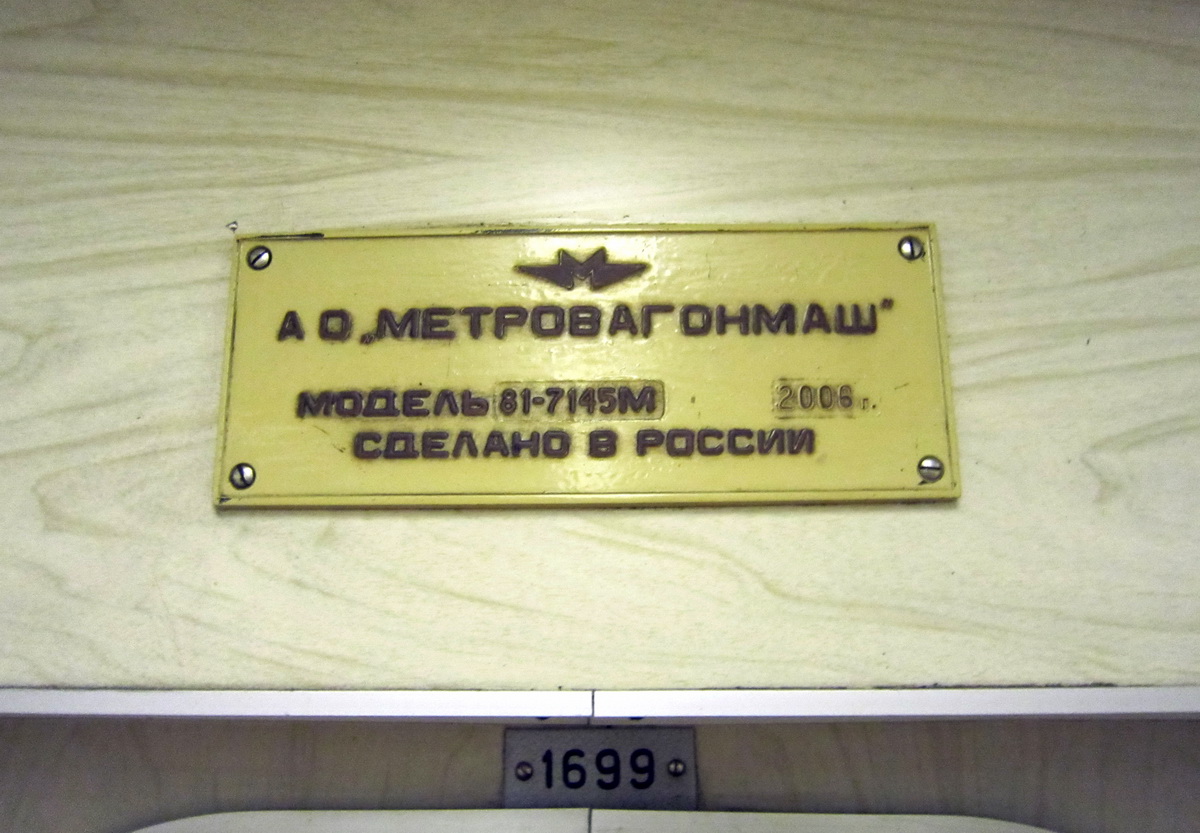 АО „МЕТРОВАГОНМАШ"
МОДЕЛЬ 81-7145М 2006 г.
СДЕЛАНО В РОССИИ
1699